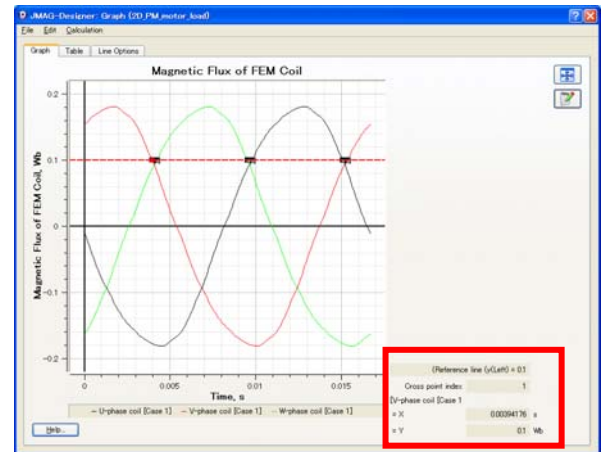 JMAG-Designer: Graph (2D_PM_motor_load)
File Edit Calculation
Graph Table Line Options
Magnetic Flux of FEM Coil
Magnetic Flux of FEM Coil, Wb
0.2
0.1
0
-0.1
-0.2
0 0.005 0.01 0.015
Time, s
U-phase coil [Case 1] V-phase coil [Case 1] W-phase coil [Case 1]
(Reference line (y(Left) = 0.1
Cross point index 1
[V-phase coil [Case 1
= X 0.00394176 s
= Y 0.1 Wb
Help...